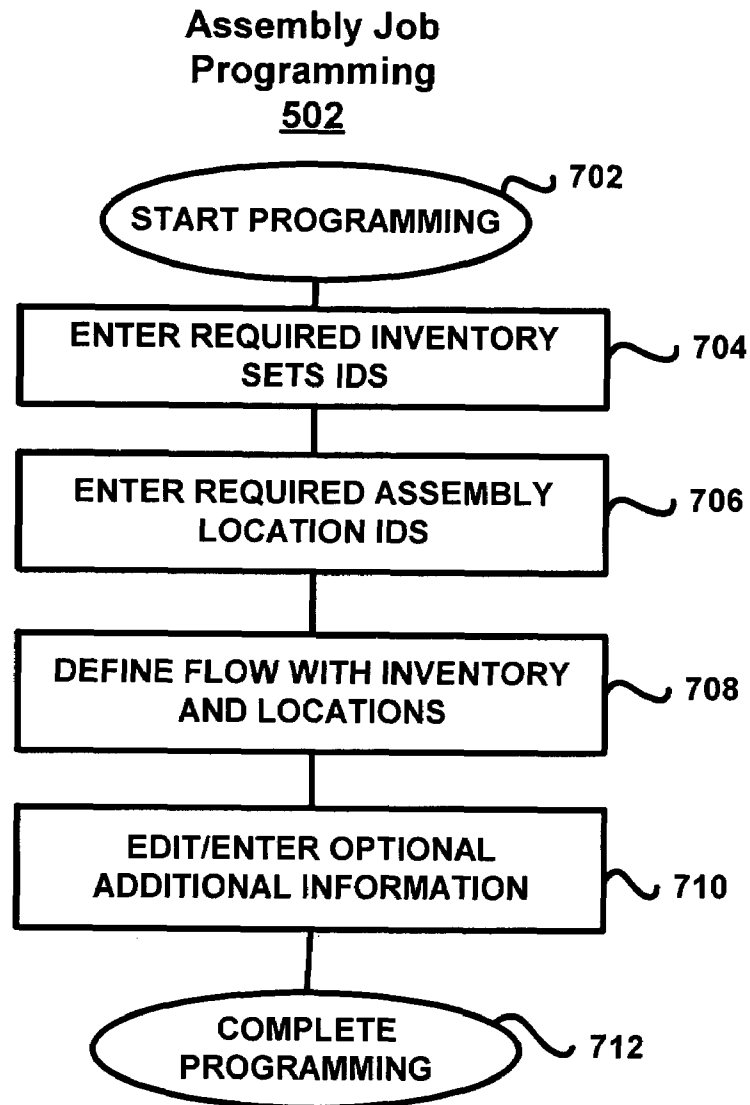 Assembly Job
Programming
502
START PROGRAMMING
702
ENTER REQUIRED INVENTORY
SETS IDS
704
ENTER REQUIRED ASSEMBLY
LOCATION IDS
706
DEFINE FLOW WITH INVENTORY
AND LOCATIONS
708
EDIT/ENTER OPTIONAL
ADDITIONAL INFORMATION
710
COMPLETE
PROGRAMMING
712